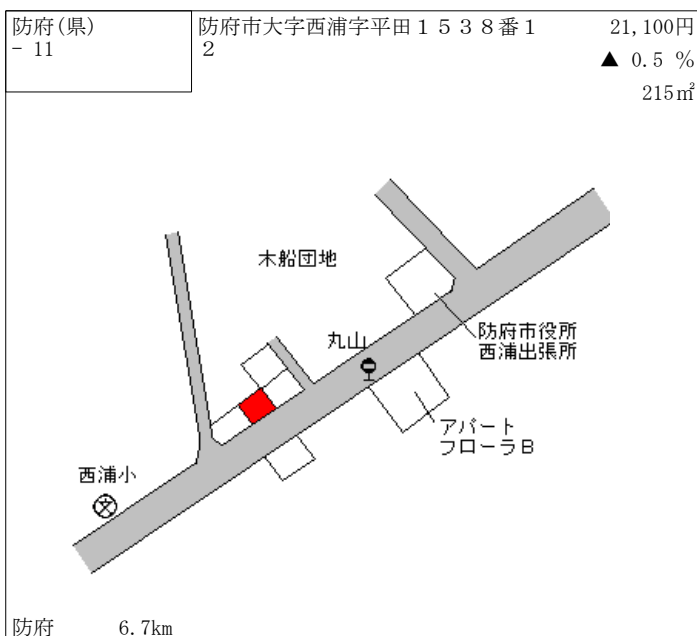 防府(県)
- 11
防府市大字西浦字平田１５３８番１
２
21,100円
▲ 0.5 %
215㎡
木船団地
丸山
防府市役所
西浦出張所
アパート
フローラＢ
西浦小
文
防府 6.7km